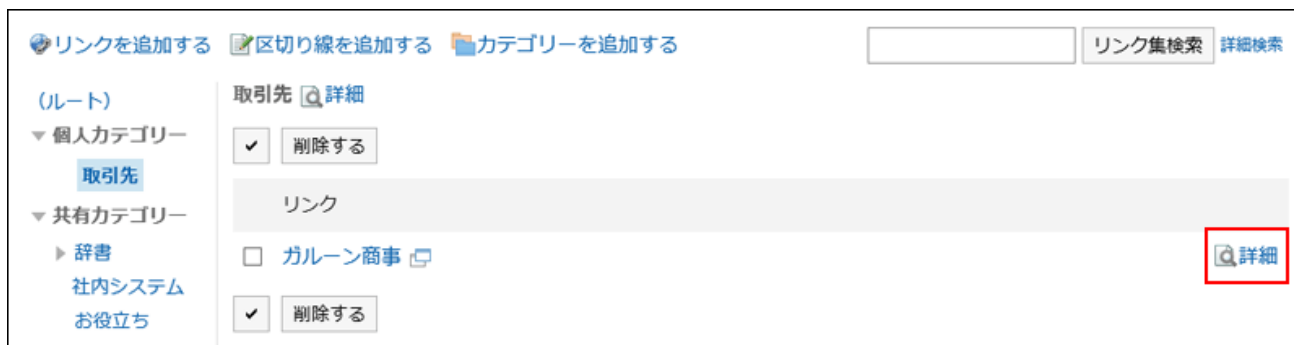 リンクを追加する 区切り線を追加する カテゴリーを追加する リンク集検索 詳細検索
(ルート)
個人カテゴリー
取引先
共有カテゴリー
辞書
社内システム
お役立ち
取引先 詳細
削除する
リンク
ガルーン商事 詳細
削除する